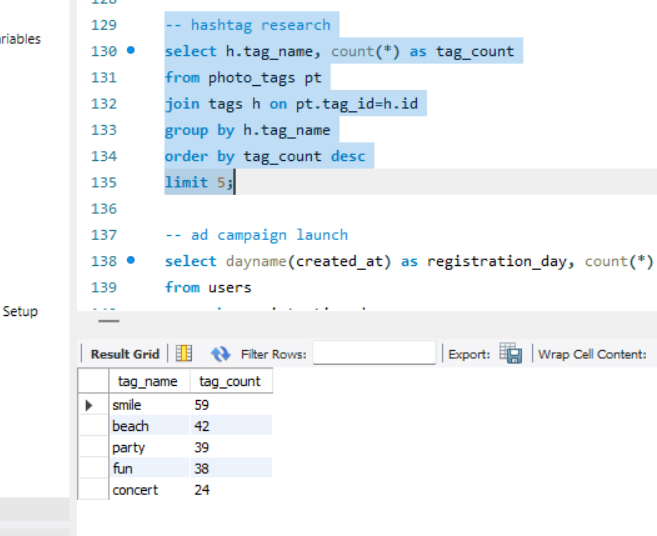 129 -- hashtag research
ariables
130 select h.tag_name, count(*) as tag_count
131 from photo_tags pt
132 join tags h on pt.tag_id=h.id
133 group by h.tag_name
134 order by tag_count desc
135 limit 5;
136
137 -- ad campaign launch
138 select dayname(created_at) as registration_day, count(*)
139 from users
Setup
Result Grid Filter Rows: Export: Wrap Cell Content:
tag_name tag_count
smile 59
beach 42
party 39
fun 38
concert 24